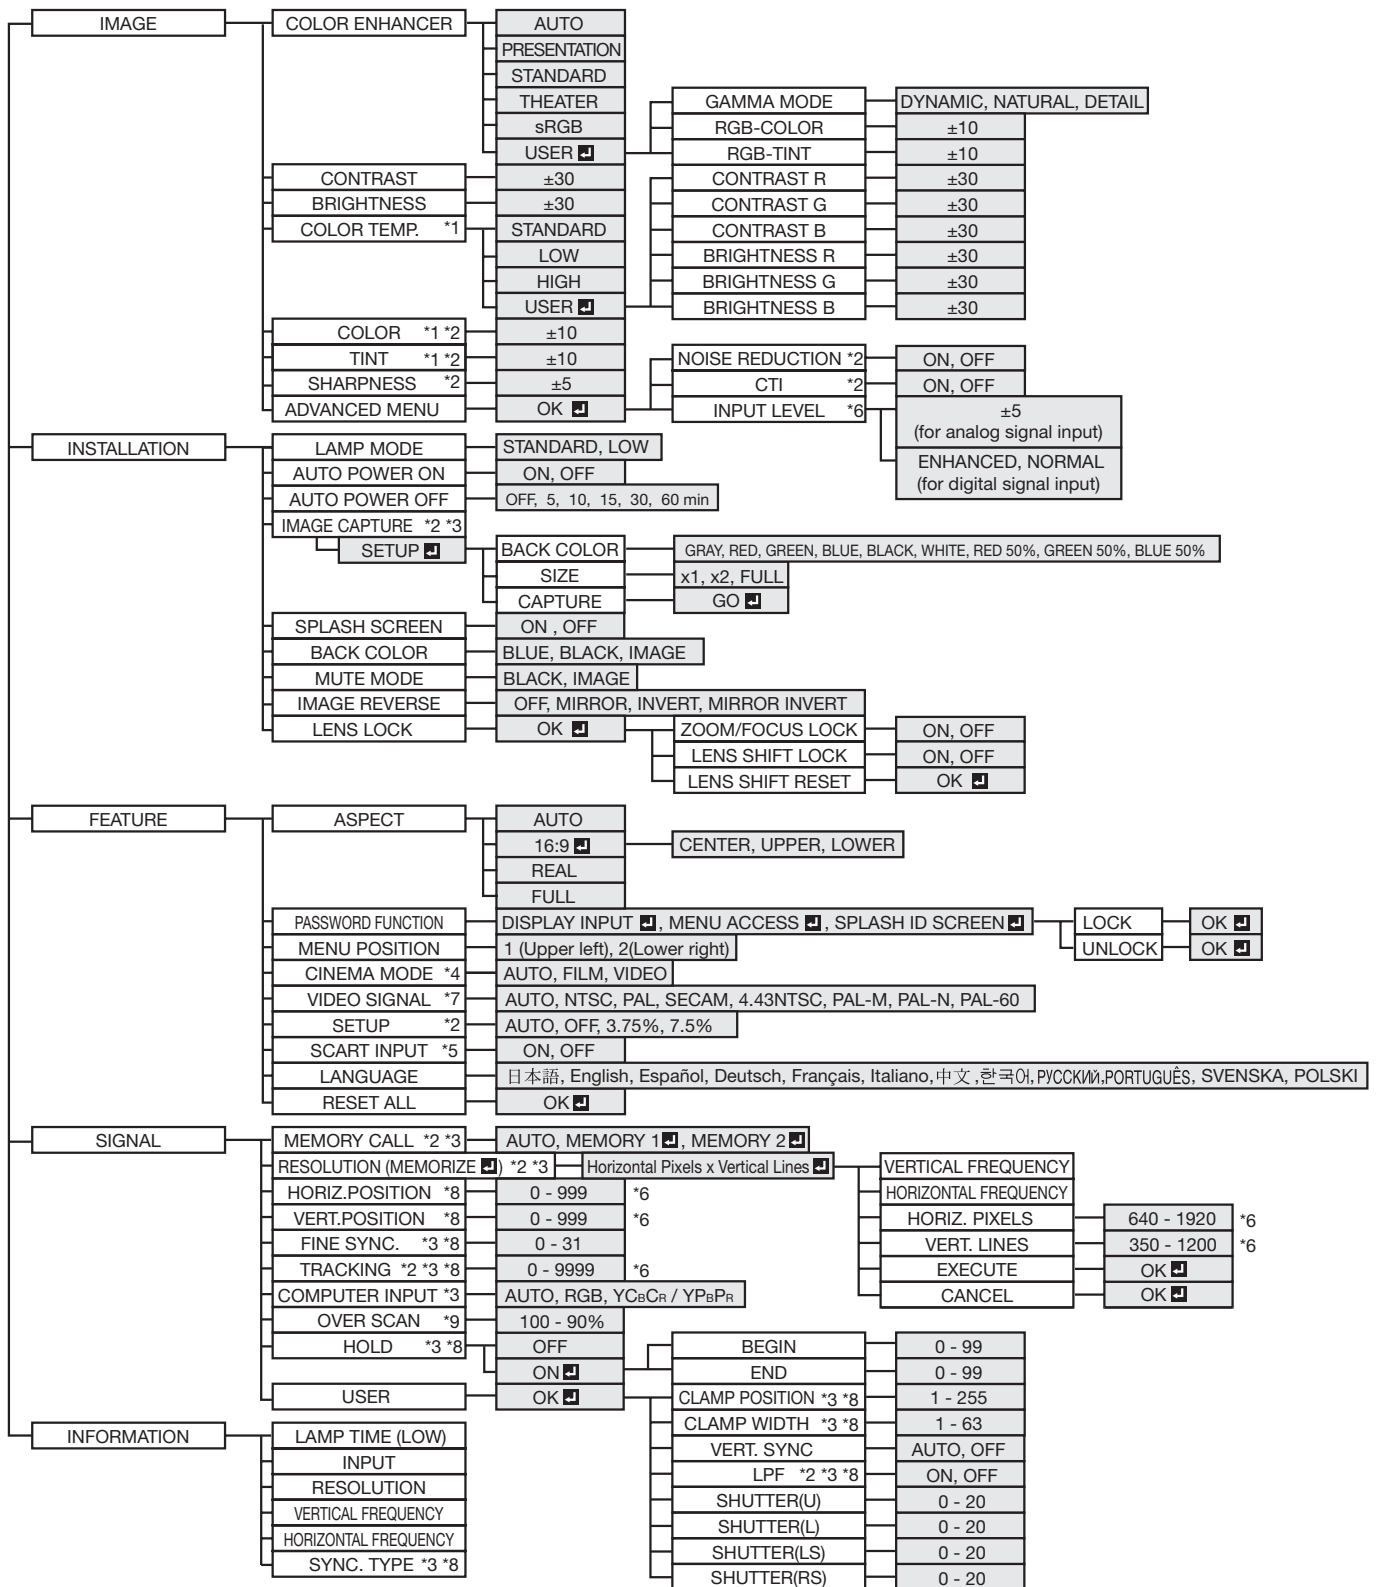 IMAGE COLOR ENHANCER AUTO
PRESENTATION
STANDARD
THEATER GAMMA MODE DYNAMIC, NATURAL, DETAIL
sRGB RGB-COLOR ±10
USER RGB-TINT ±10
CONTRAST ±30 CONTRAST R ±30
BRIGHTNESS ±30 CONTRAST G ±30
COLOR TEMP. *1 STANDARD CONTRAST B ±30
LOW BRIGHTNESS R ±30
HIGH BRIGHTNESS G ±30
USER BRIGHTNESS B ±30
COLOR *1 *2 ±10
TINT *1 *2 ±10 NOISE REDUCTION *2 ON, OFF
SHARPNESS *2 ±5 CTI *2 ON, OFF
ADVANCED MENU OK INPUT LEVEL *6 ±5
(for analog signal input)
ENHANCED, NORMAL
(for digital signal input)
INSTALLATION LAMP MODE STANDARD, LOW
AUTO POWER ON ON, OFF
AUTO POWER OFF OFF, 5, 10, 15, 30, 60 min
IMAGE CAPTURE *2 *3
SETUP BACK COLOR GRAY, RED, GREEN, BLUE, BLACK, WHITE, RED 50%, GREEN 50%, BLUE 50%
SIZE x1, x2, FULL
CAPTURE GO
SPLASH SCREEN ON , OFF
BACK COLOR BLUE, BLACK, IMAGE
MUTE MODE BLACK, IMAGE
IMAGE REVERSE OFF, MIRROR, INVERT, MIRROR INVERT
LENS LOCK OK ZOOM/FOCUS LOCK ON, OFF
LENS SHIFT LOCK ON, OFF
LENS SHIFT RESET OK
FEATURE ASPECT AUTO
16:9 CENTER, UPPER, LOWER
REAL
FULL
PASSWORD FUNCTION DISPLAY INPUT , MENU ACCESS , SPLASH ID SCREEN LOCK OK
UNLOCK OK
MENU POSITION 1 (Upper left), 2(Lower right)
CINEMA MODE *4 AUTO, FILM, VIDEO
VIDEO SIGNAL *7 AUTO, NTSC, PAL, SECAM, 4.43NTSC, PAL-M, PAL-N, PAL-60
SETUP *2 AUTO, OFF, 3.75%, 7.5%
SCART INPUT *5 ON, OFF
LANGUAGE 日本語, English, Español, Deutsch, Français, Italiano,中文,한국어,РУССКИЙ,PORTUGUÊS, SVENSKA, POLSKI
RESET ALL OK
SIGNAL MEMORY CALL *2 *3 AUTO, MEMORY 1 , MEMORY 2
RESOLUTION (MEMORIZE ) *2 *3 Horizontal Pixels x Vertical Lines VERTICAL FREQUENCY
HORIZONTAL FREQUENCY
HORIZ. PIXELS 640 - 1920 *6
VERT. LINES 350 - 1200 *6
EXECUTE OK
CANCEL OK
HORIZ.POSITION *8 0 - 999 *6
VERT.POSITION *8 0 - 999 *6
FINE SYNC. *3 *8 0 - 31
TRACKING *2 *3 *8 0 - 9999 *6
COMPUTER INPUT *3 AUTO, RGB, YCBCR / YPBPR
OVER SCAN *9 100 - 90%
HOLD *3 *8 OFF BEGIN 0 - 99
ON END 0 - 99
USER OK CLAMP POSITION *3 *8 1 - 255
CLAMP WIDTH *3 *8 1 - 63
VERT. SYNC AUTO, OFF
LPF *2 *3 *8 ON, OFF
SHUTTER(U) 0 - 20
SHUTTER(L) 0 - 20
SHUTTER(LS) 0 - 20
SHUTTER(RS) 0 - 20
INFORMATION LAMP TIME (LOW)
INPUT
RESOLUTION
VERTICAL FREQUENCY
HORIZONTAL FREQUENCY
SYNC. TYPE *3 *8